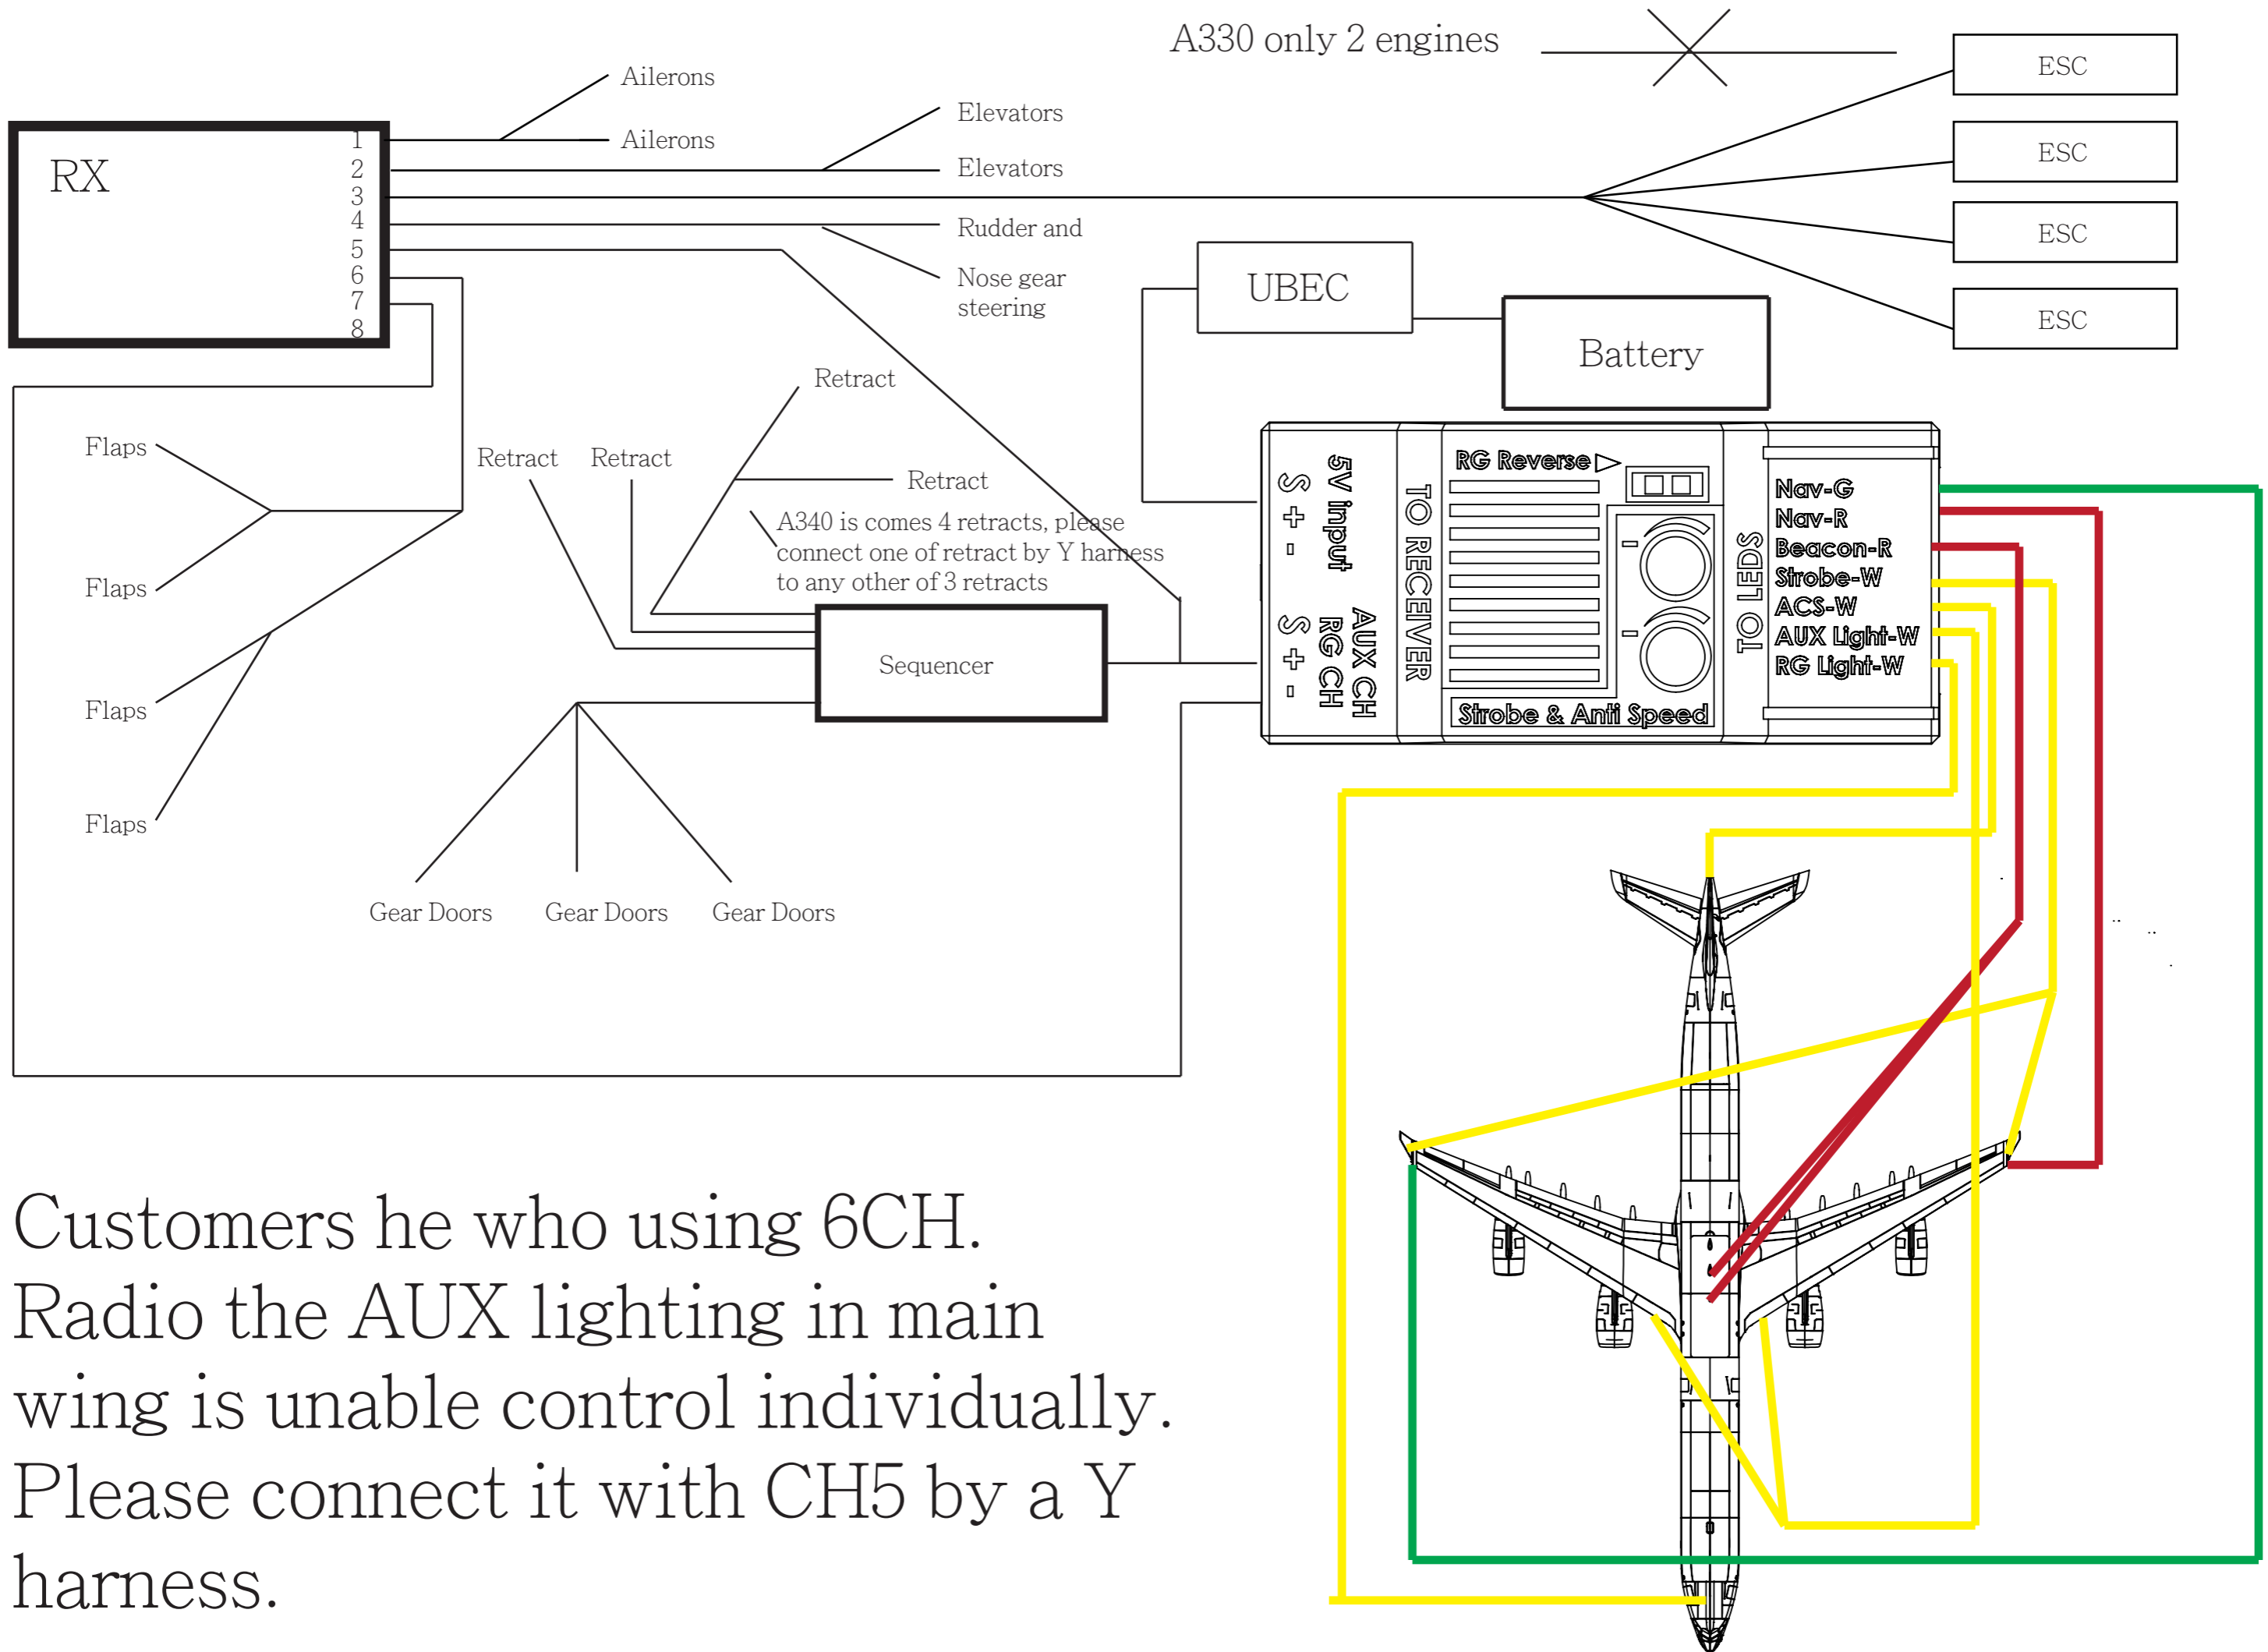 A330 only 2 engines
ESC
ESC
ESC
ESC
Ailerons
Ailerons
Elevators
Elevators
RX
1
2
3
4
5
6
7
8
Rudder and
Nose gear
steering
UBEC
Battery
Retract
Retract
Retract
Retract
A340 is comes 4 retracts, please
connect one of retract by Y harness
to any other of 3 retracts
Flaps
Flaps
Flaps
Flaps
Sequencer
Gear Doors
Gear Doors
Gear Doors
S + -
5V input
S + -
RG CH
AUX CH
TO RECEIVER
RG Reverse
Strobe & Anti Speed
TO LEDS
Nav-G
Nav-R
Beacon-R
Strobe-W
ACS-W
AUX Light-W
RG Light-W
Customers he who using 6CH.
Radio the AUX lighting in main
wing is unable control individually.
Please connect it with CH5 by a Y
harness.